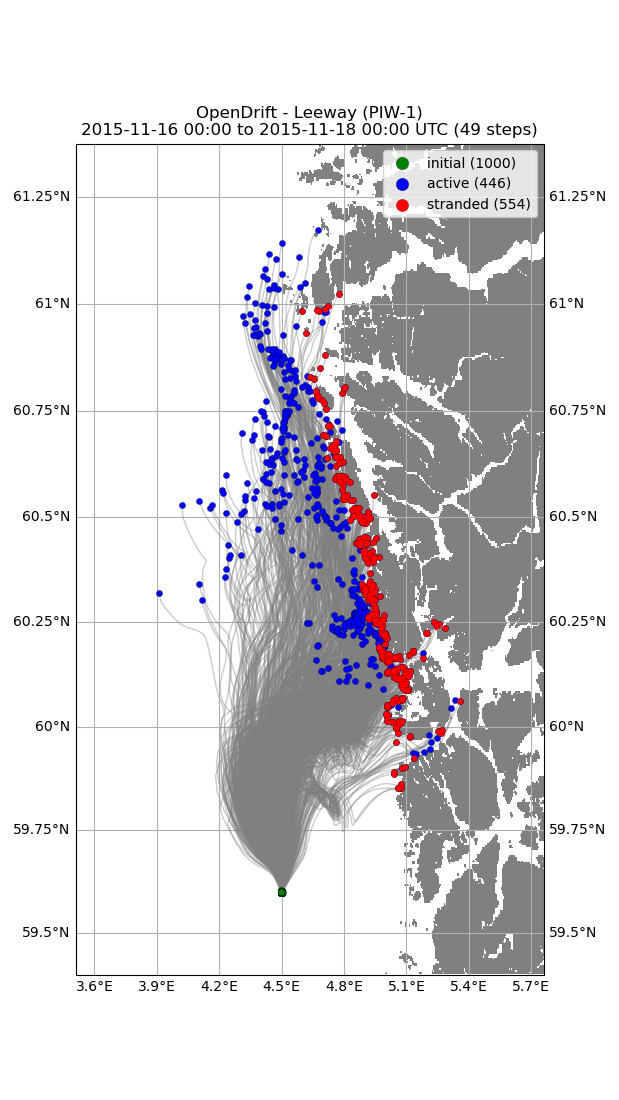 OpenDrift - Leeway (PIW-1)
2015-11-16 00:00 to 2015-11-18 00:00 UTC (49 steps)
initial (1000)
active (446)
stranded (554)
61.25°N 61.25°N
61°N 61°N
60.75°N 60.75°N
60.5°N 60.5°N
60.25°N 60.25°N
60°N 60°N
59.75°N 59.75°N
59.5°N 59.5°N
3.6°E 3.9°E 4.2°E 4.5°E 4.8°E 5.1°E 5.4°E 5.7°E